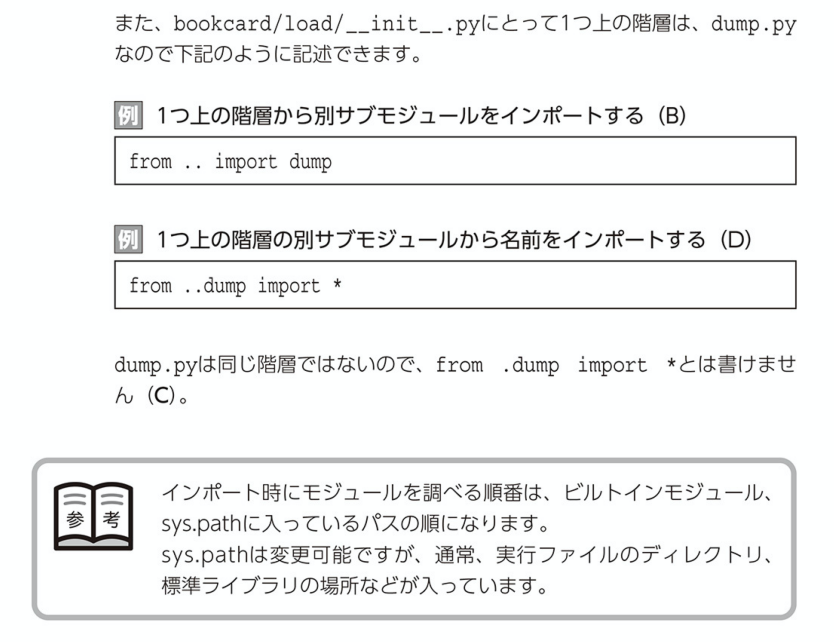 また、bookcard/load/__init__.pyにとって1つ上の階層は、dump.py
なので下記のように記述できます。
例 1つ上の階層から別サブモジュールをインポートする（B）
from .. import dump
例 1つ上の階層の別サブモジュールから名前をインポートする（D）
from ..dump import *
dump.pyは同じ階層ではないので、from .dump import *とは書けませ
ん（C）。
参考
インポート時にモジュールを調べる順番は、ビルトインモジュール、
sys.pathに入っているパスの順になります。
sys.pathは変更可能ですが、通常、実行ファイルのディレクトリ、
標準ライブラリの場所などが入っています。